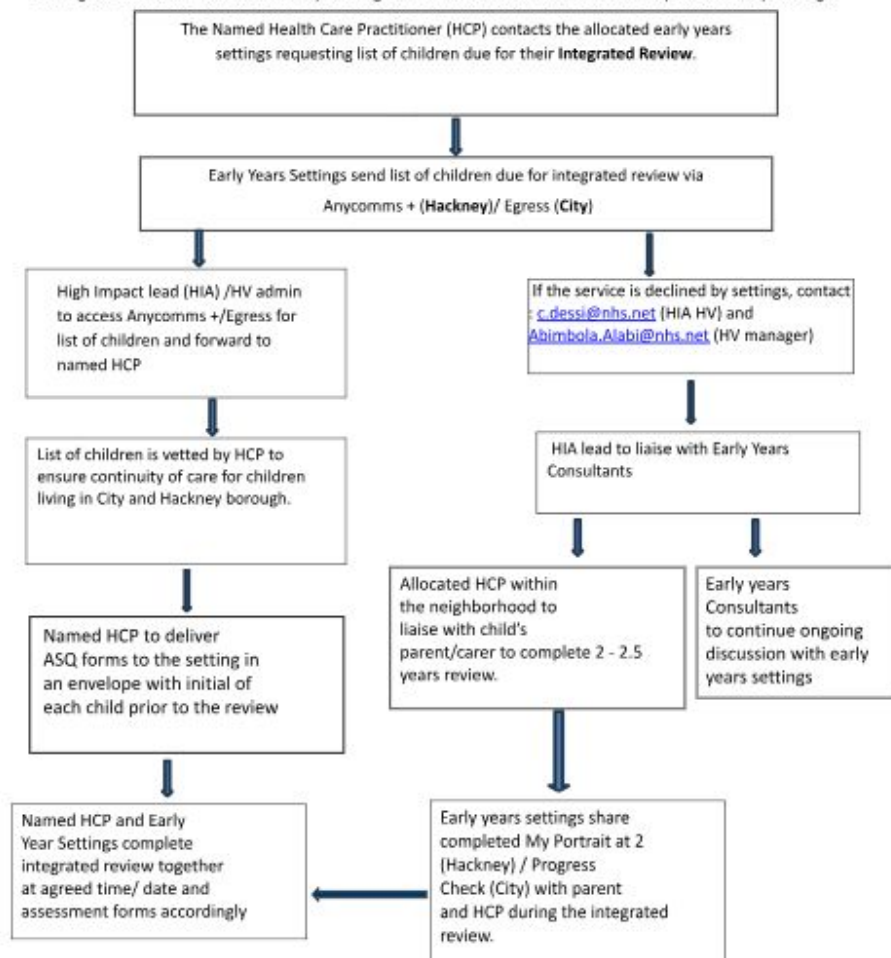 The Named Health Care Practitioner (HCP) contacts the allocated early years
settings requesting list of children due for their Integrated Review.
Early Years Settings send list of children due for integrated review via
Anycomms + (Hackney)/ Egress (City)
High Impact lead (HIA) /HV admin
to access Anycomms +/Egress for
list of children and forward to
named HCP
If the service is declined by settings, contact
: c.dessi@nhs.net (HIA HV) and
Abimbola.Alabi@nhs.net (HV manager)
List of children is vetted by HCP to
ensure continuity of care for children
living in City and Hackney borough.
HIA lead to liaise with Early Years
Consultants
Named HCP to deliver
ASQ forms to the setting in
an envelope with initial of
each child prior to the review
Allocated HCP within
the neighborhood to
liaise with child's
parent/carer to complete 2 - 2.5
years review.
Early years
Consultants
to continue ongoing
discussion with early
years settings
Named HCP and Early
Year Settings complete
integrated review together
at agreed time/ date and
assessment forms accordingly
Early years settings share
completed My Portrait at 2
(Hackney) / Progress
Check (City) with parent
and HCP during the integrated
review.